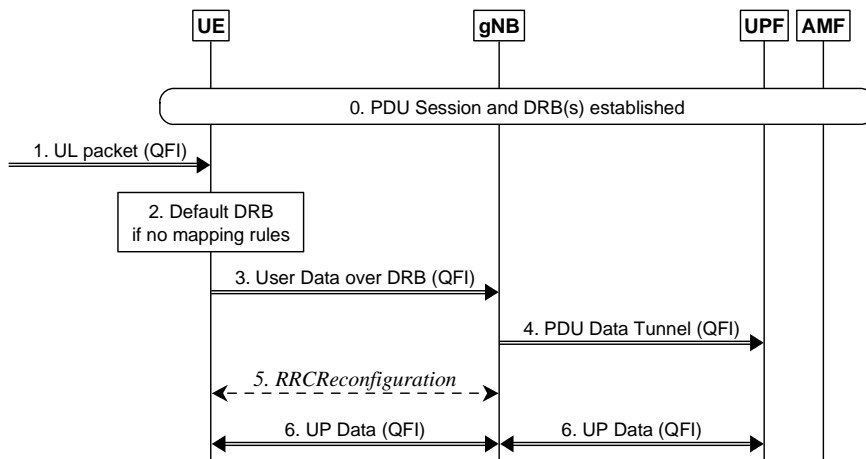 UE gNB UPF AMF
0. PDU Session and DRB(s) established
1. UL packet (QFI)
2. Default DRB
if no mapping rules
3. User Data over DRB (QFI)
4. PDU Data Tunnel (QFI)
5. RRCReconfiguration
6. UP Data (QFI) 6. UP Data (QFI)